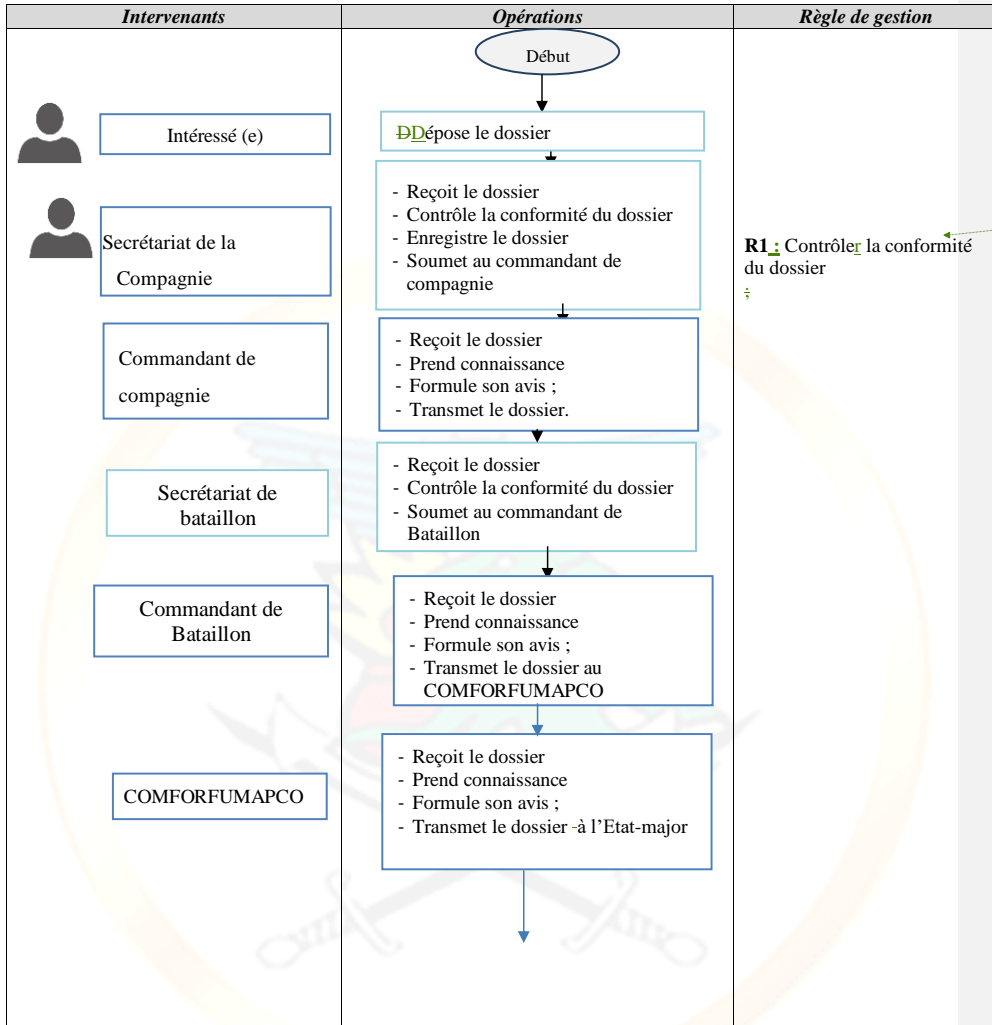 Intervenants
Opérations
Règle de gestion
Début
Intéressé (e)
DDépose le dossier
Secrétariat de la
Compagnie
- Reçoit le dossier
- Contrôle la conformité du dossier
- Enregistre le dossier
- Soumet au commandant de
compagnie
R1 : Contrôler la conformité
du dossier
;
Commandant de
compagnie
- Reçoit le dossier
- Prend connaissance
- Formule son avis ;
- Transmet le dossier.
Secrétariat de
bataillon
- Reçoit le dossier
- Contrôle la conformité du dossier
- Soumet au commandant de
Bataillon
Commandant de
Bataillon
- Reçoit le dossier
- Prend connaissance
- Formule son avis ;
- Transmet le dossier au
COMFORFUMAPCO
COMFORFUMAPCO
- Reçoit le dossier
- Prend connaissance
- Formule son avis ;
- Transmet le dossier -à l’Etat-major